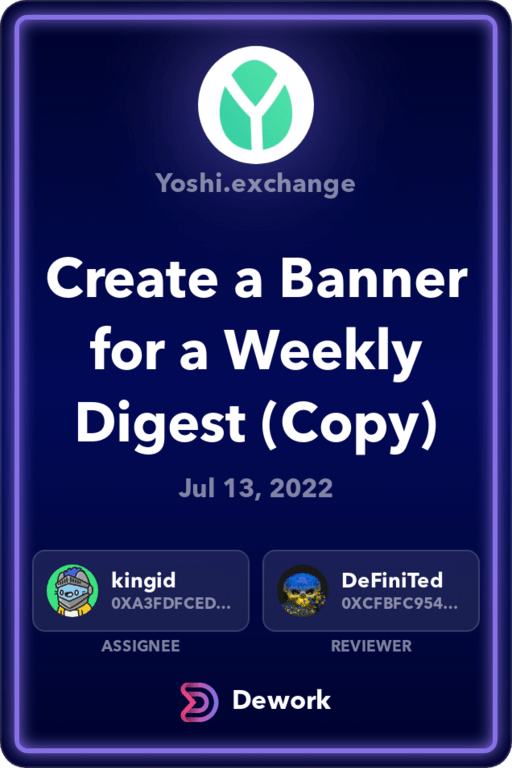 Yoshi.exchange
Create a Banner
for a Weekly
Digest (Copy)
Jul 13, 2022
kingid
0XA3FDFCED...
ASSIGNEE
DeFiniTed
0XCFBFC954...
REVIEWER
Dework